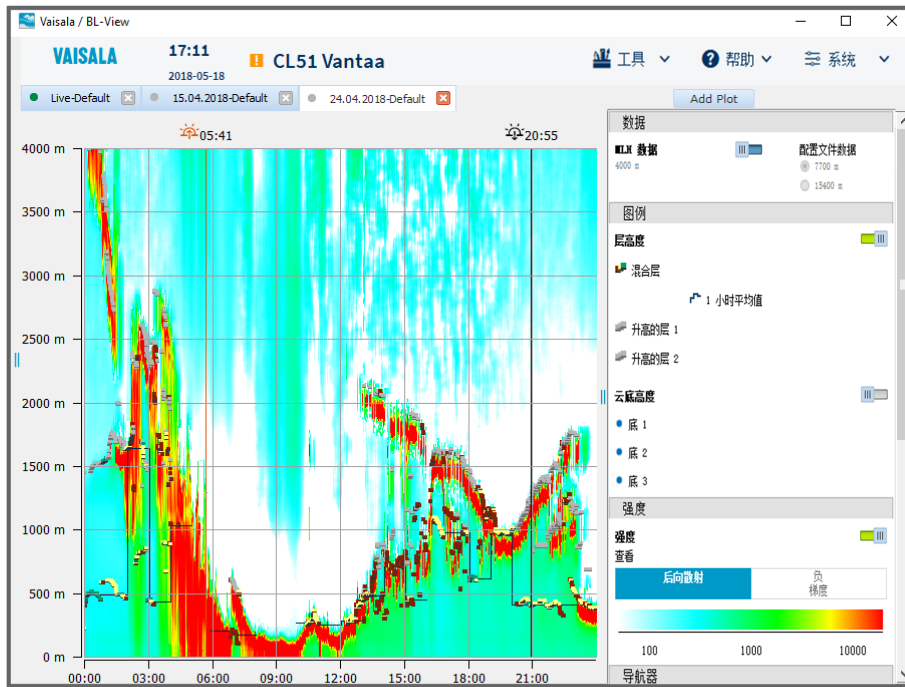 Vaisala / BL-View
VAISALA
17:11
2018-05-18
CL51 Vantaa
工具
帮助
系统
Live-Default
15.04.2018-Default
24.04.2018-Default
Add Plot
05:41
20:55
4000 m
3500 m
3000 m
2500 m
2000 m
1500 m
1000 m
500 m
0 m
00:00
03:00
06:00
09:00
12:00
15:00
18:00
21:00
数据
MLH 数据
4000 m
配置文件数据
7700 m
15400 m
图例
层高度
混合层
1 小时平均值
升高的层 1
升高的层 2
云底高度
底 1
底 2
底 3
强度
强度
查看
后向散射
负
梯度
100
1000
10000
导航器